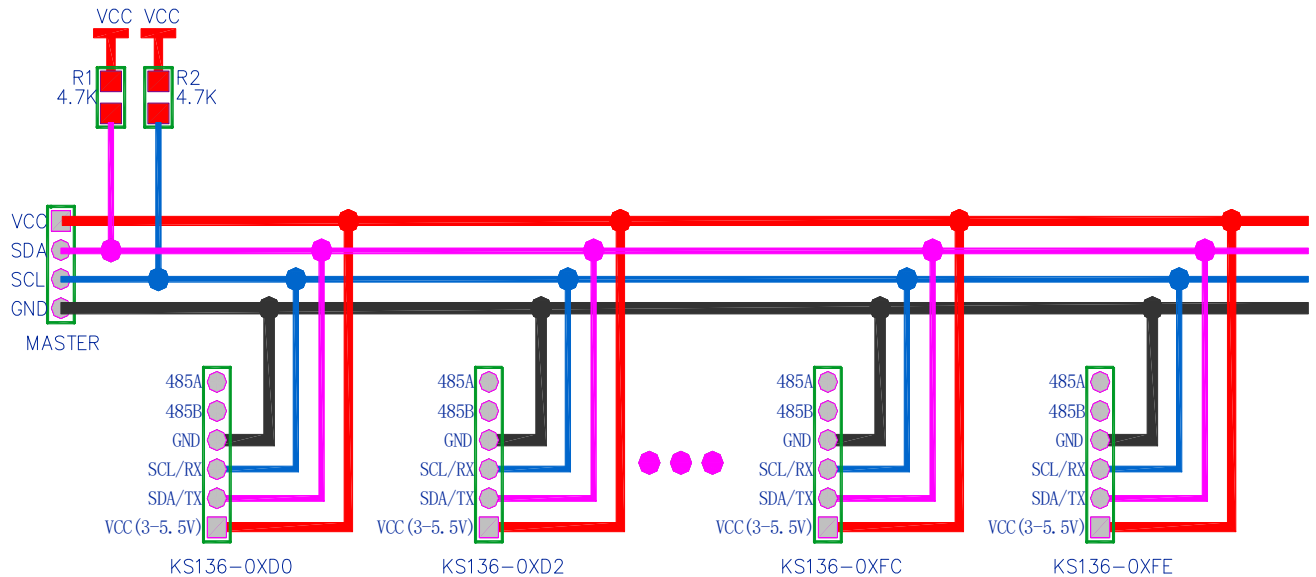 VCC VCC
R1 R2
4.7K 4.7K
VCC
SDA
SCL
GND
MASTER
485A 485A 485A 485A
485B 485B 485B 485B
GND GND GND GND
SCL/RX SCL/RX SCL/RX SCL/RX
SDA/TX SDA/TX SDA/TX SDA/TX
VCC(3-5.5V) VCC(3-5.5V) VCC(3-5.5V) VCC(3-5.5V)
KS136-0XD0 KS136-0XD2 KS136-0XFC KS136-0XFE